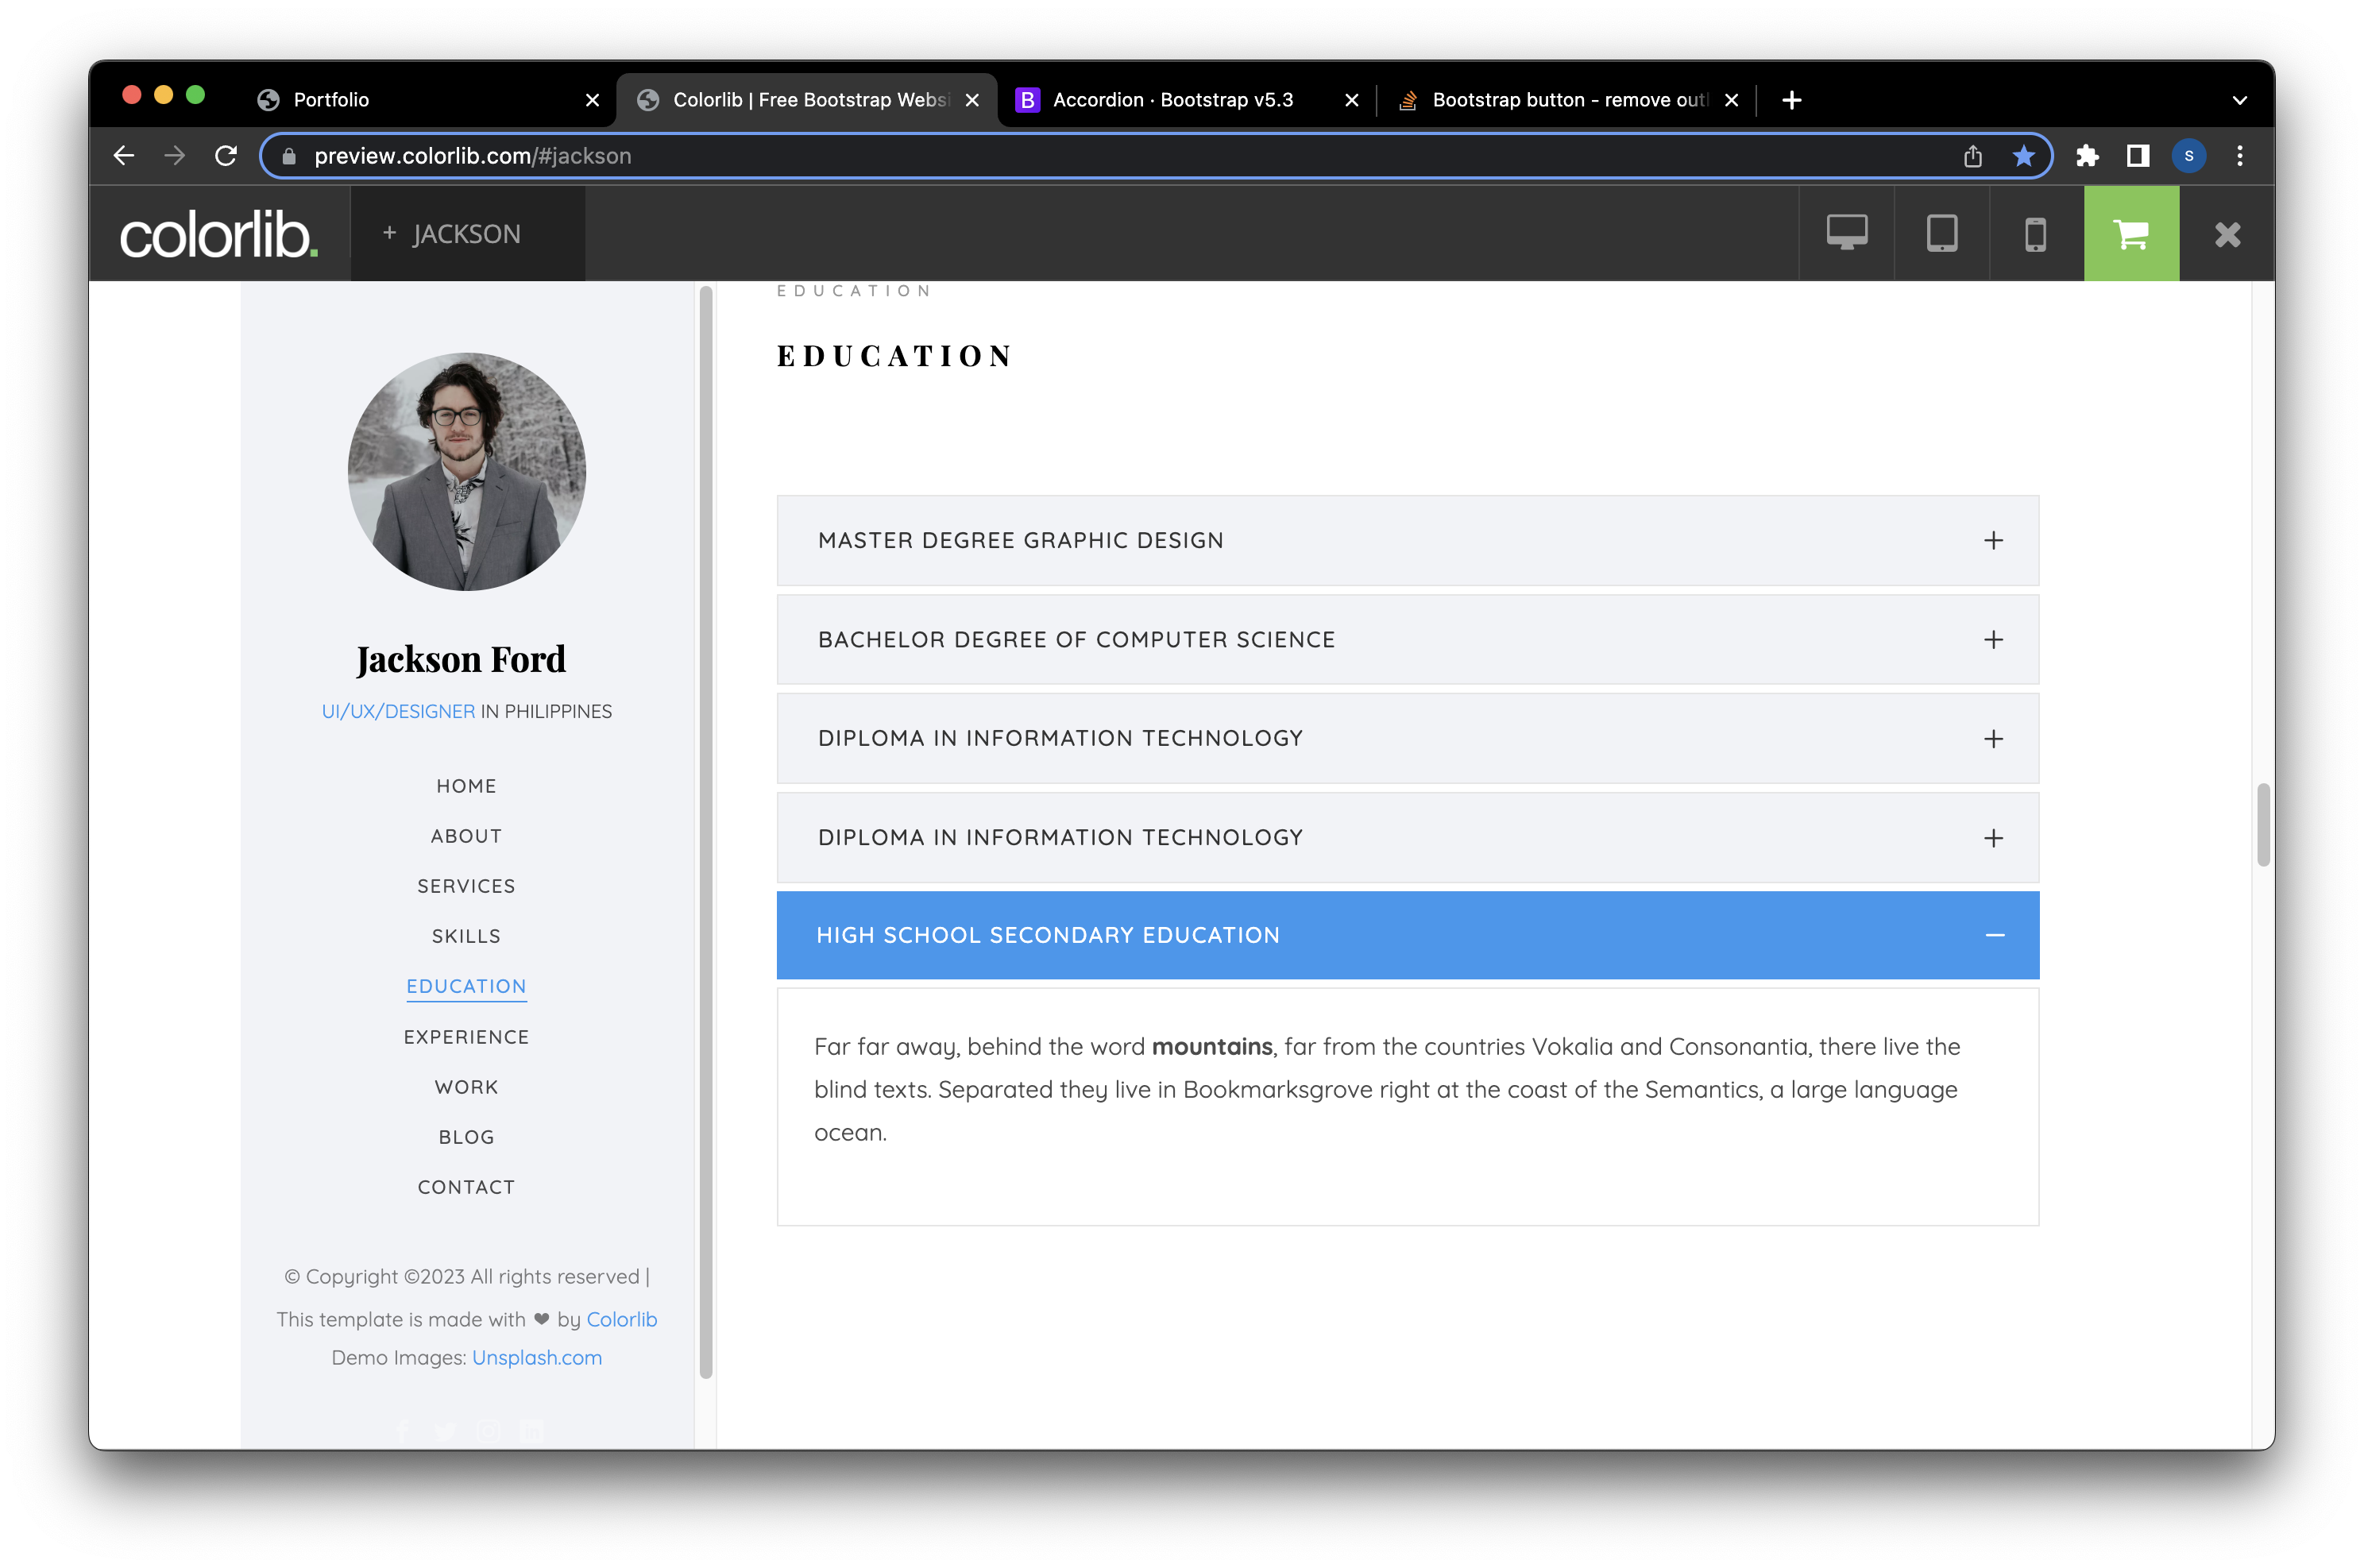 Portfolio
Colorlib | Free Bootstrap Websi
Accordion · Bootstrap v5.3
Bootstrap button - remove out
preview.colorlib.com/#jackson
S
colorlib.
+ JACKSON
Jackson Ford
UI/UX/DESIGNER IN PHILIPPINES
HOME
ABOUT
SERVICES
SKILLS
EDUCATION
EXPERIENCE
WORK
BLOG
CONTACT
© Copyright ©2023 All rights reserved |
This template is made with ♥ by Colorlib
Demo Images: Unsplash.com
EDUCATION
EDUCATION
MASTER DEGREE GRAPHIC DESIGN
BACHELOR DEGREE OF COMPUTER SCIENCE
DIPLOMA IN INFORMATION TECHNOLOGY
DIPLOMA IN INFORMATION TECHNOLOGY
HIGH SCHOOL SECONDARY EDUCATION
Far far away, behind the word mountains, far from the countries Vokalia and Consonantia, there live the
blind texts. Separated they live in Bookmarksgrove right at the coast of the Semantics, a large language
ocean.